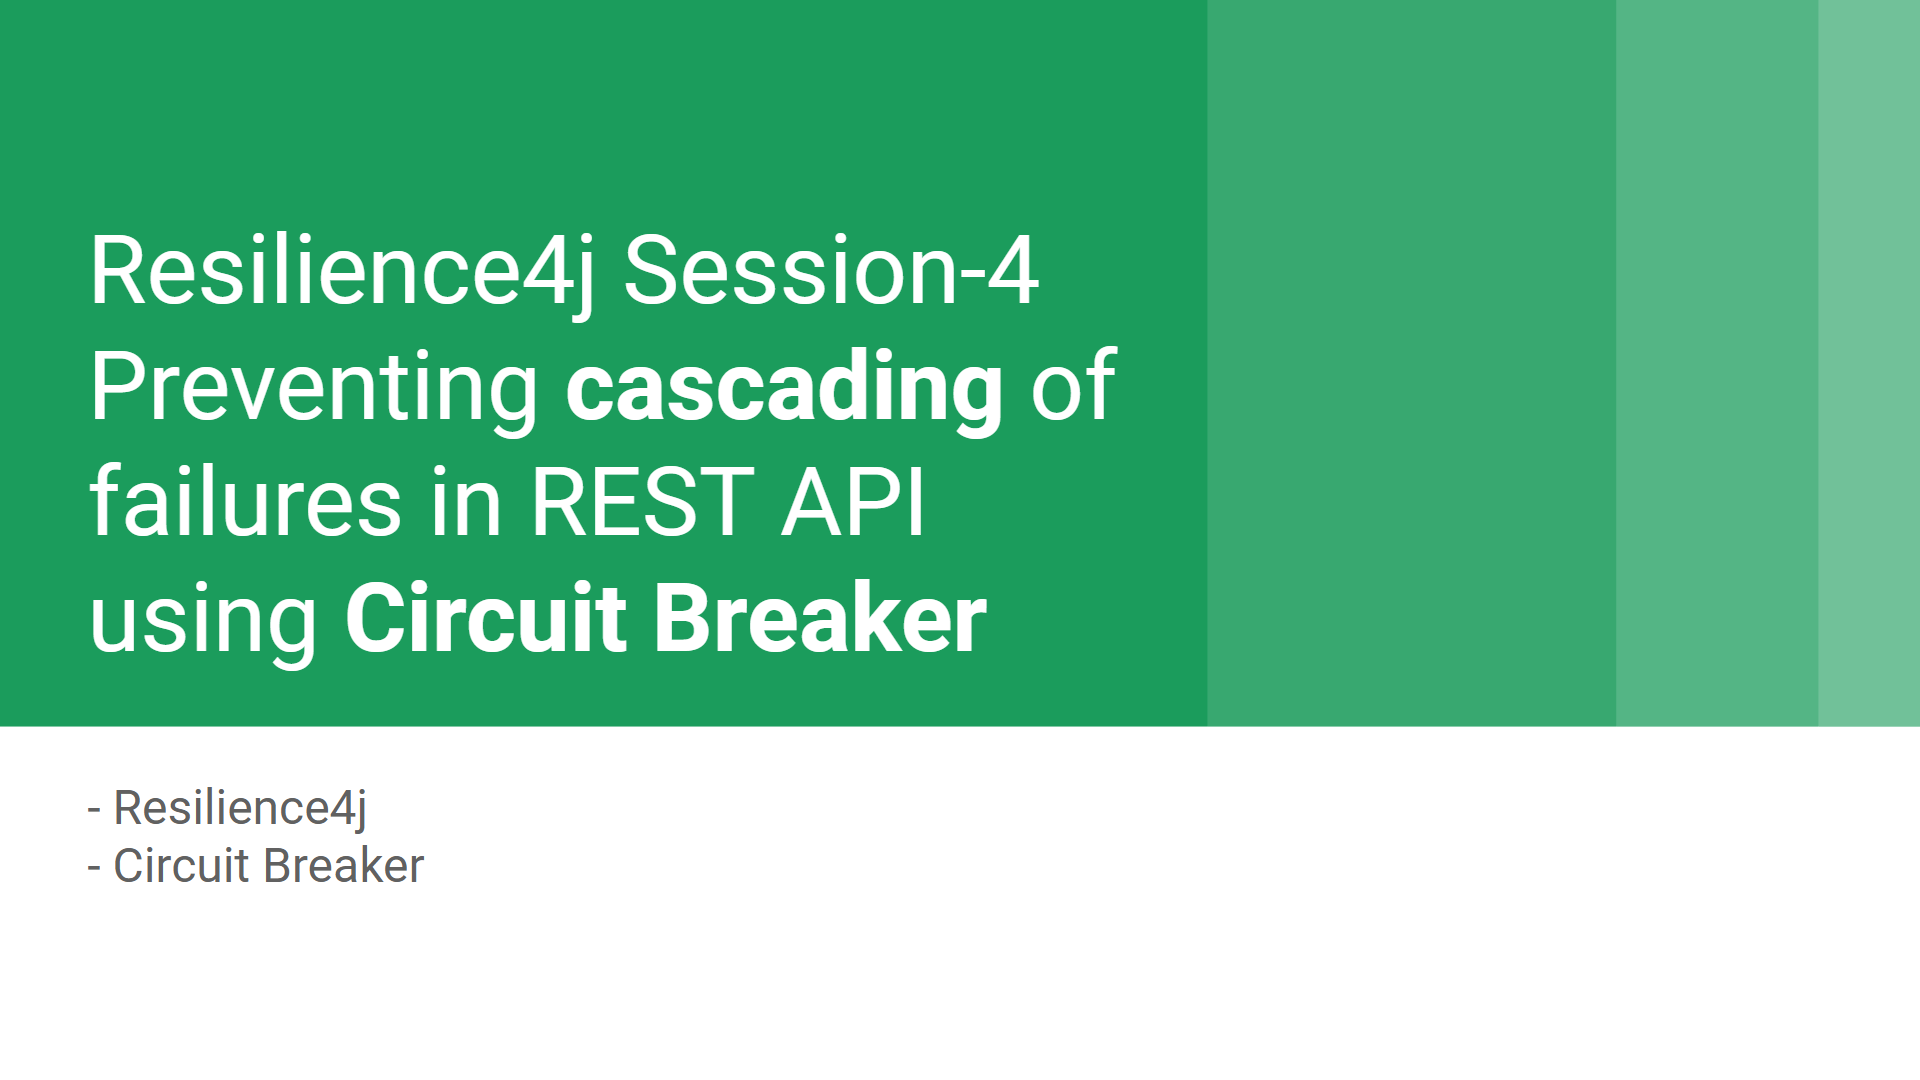 Resilience4j Session-4
Preventing cascading of
failures in REST API
using Circuit Breaker
- Resilience4j
- Circuit Breaker